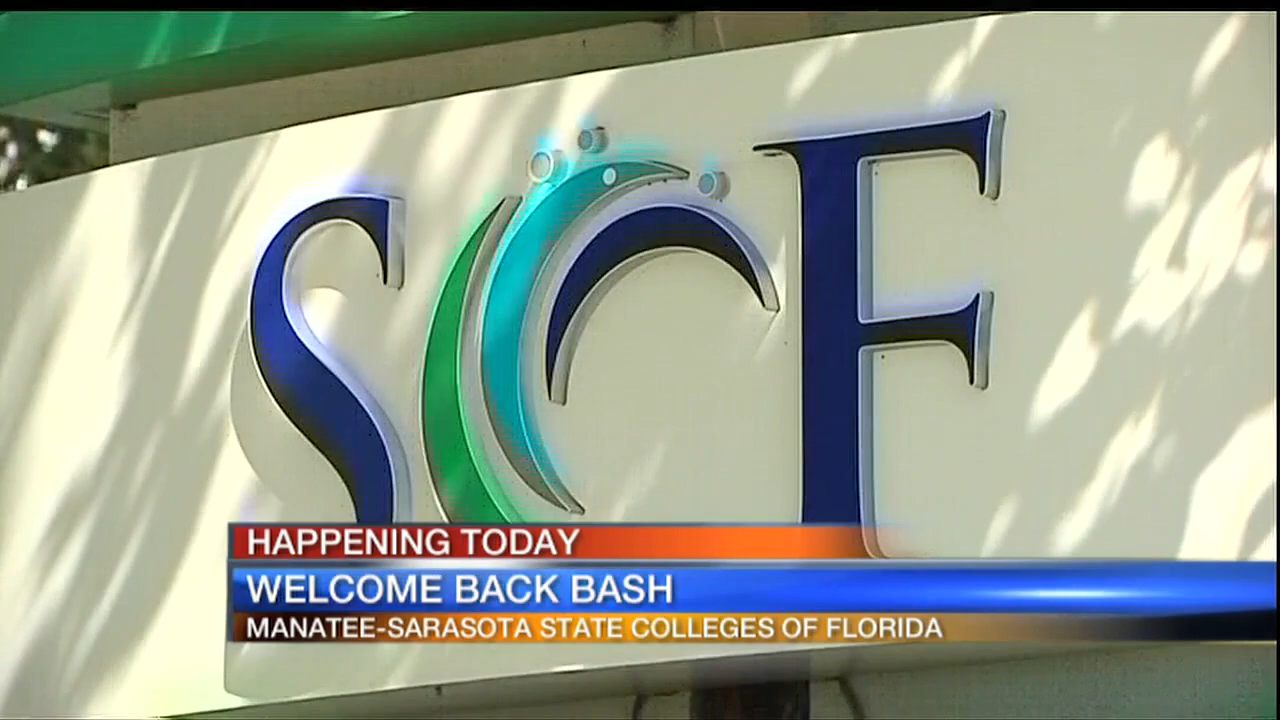 SCF
HAPPENING TODAY
WELCOME BACK BASH
MANATEE-SARASOTA STATE COLLEGES OF FLORIDA